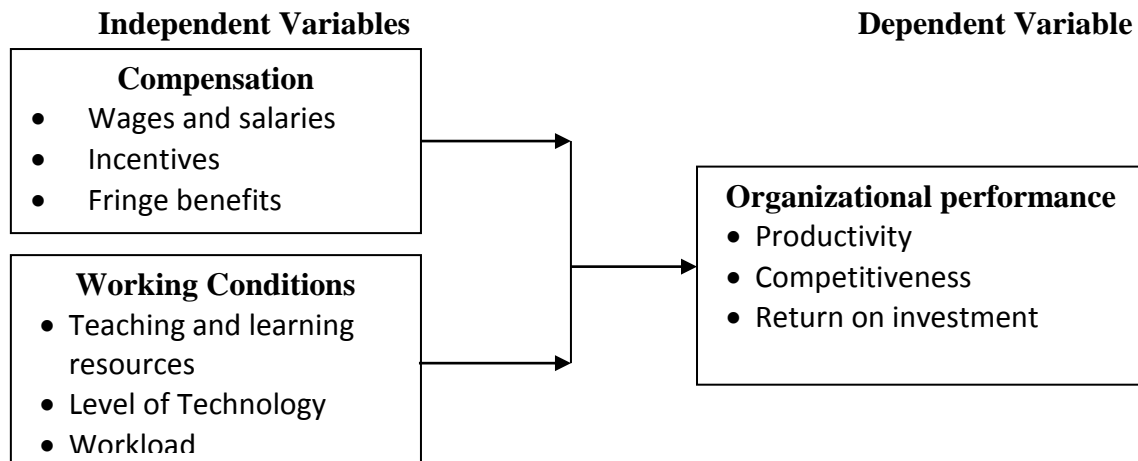 Independent Variables
Dependent Variable
Compensation
• Wages and salaries
• Incentives
• Fringe benefits
Working Conditions
• Teaching and learning
resources
• Level of Technology
• Workload
Organizational performance
• Productivity
• Competitiveness
• Return on investment